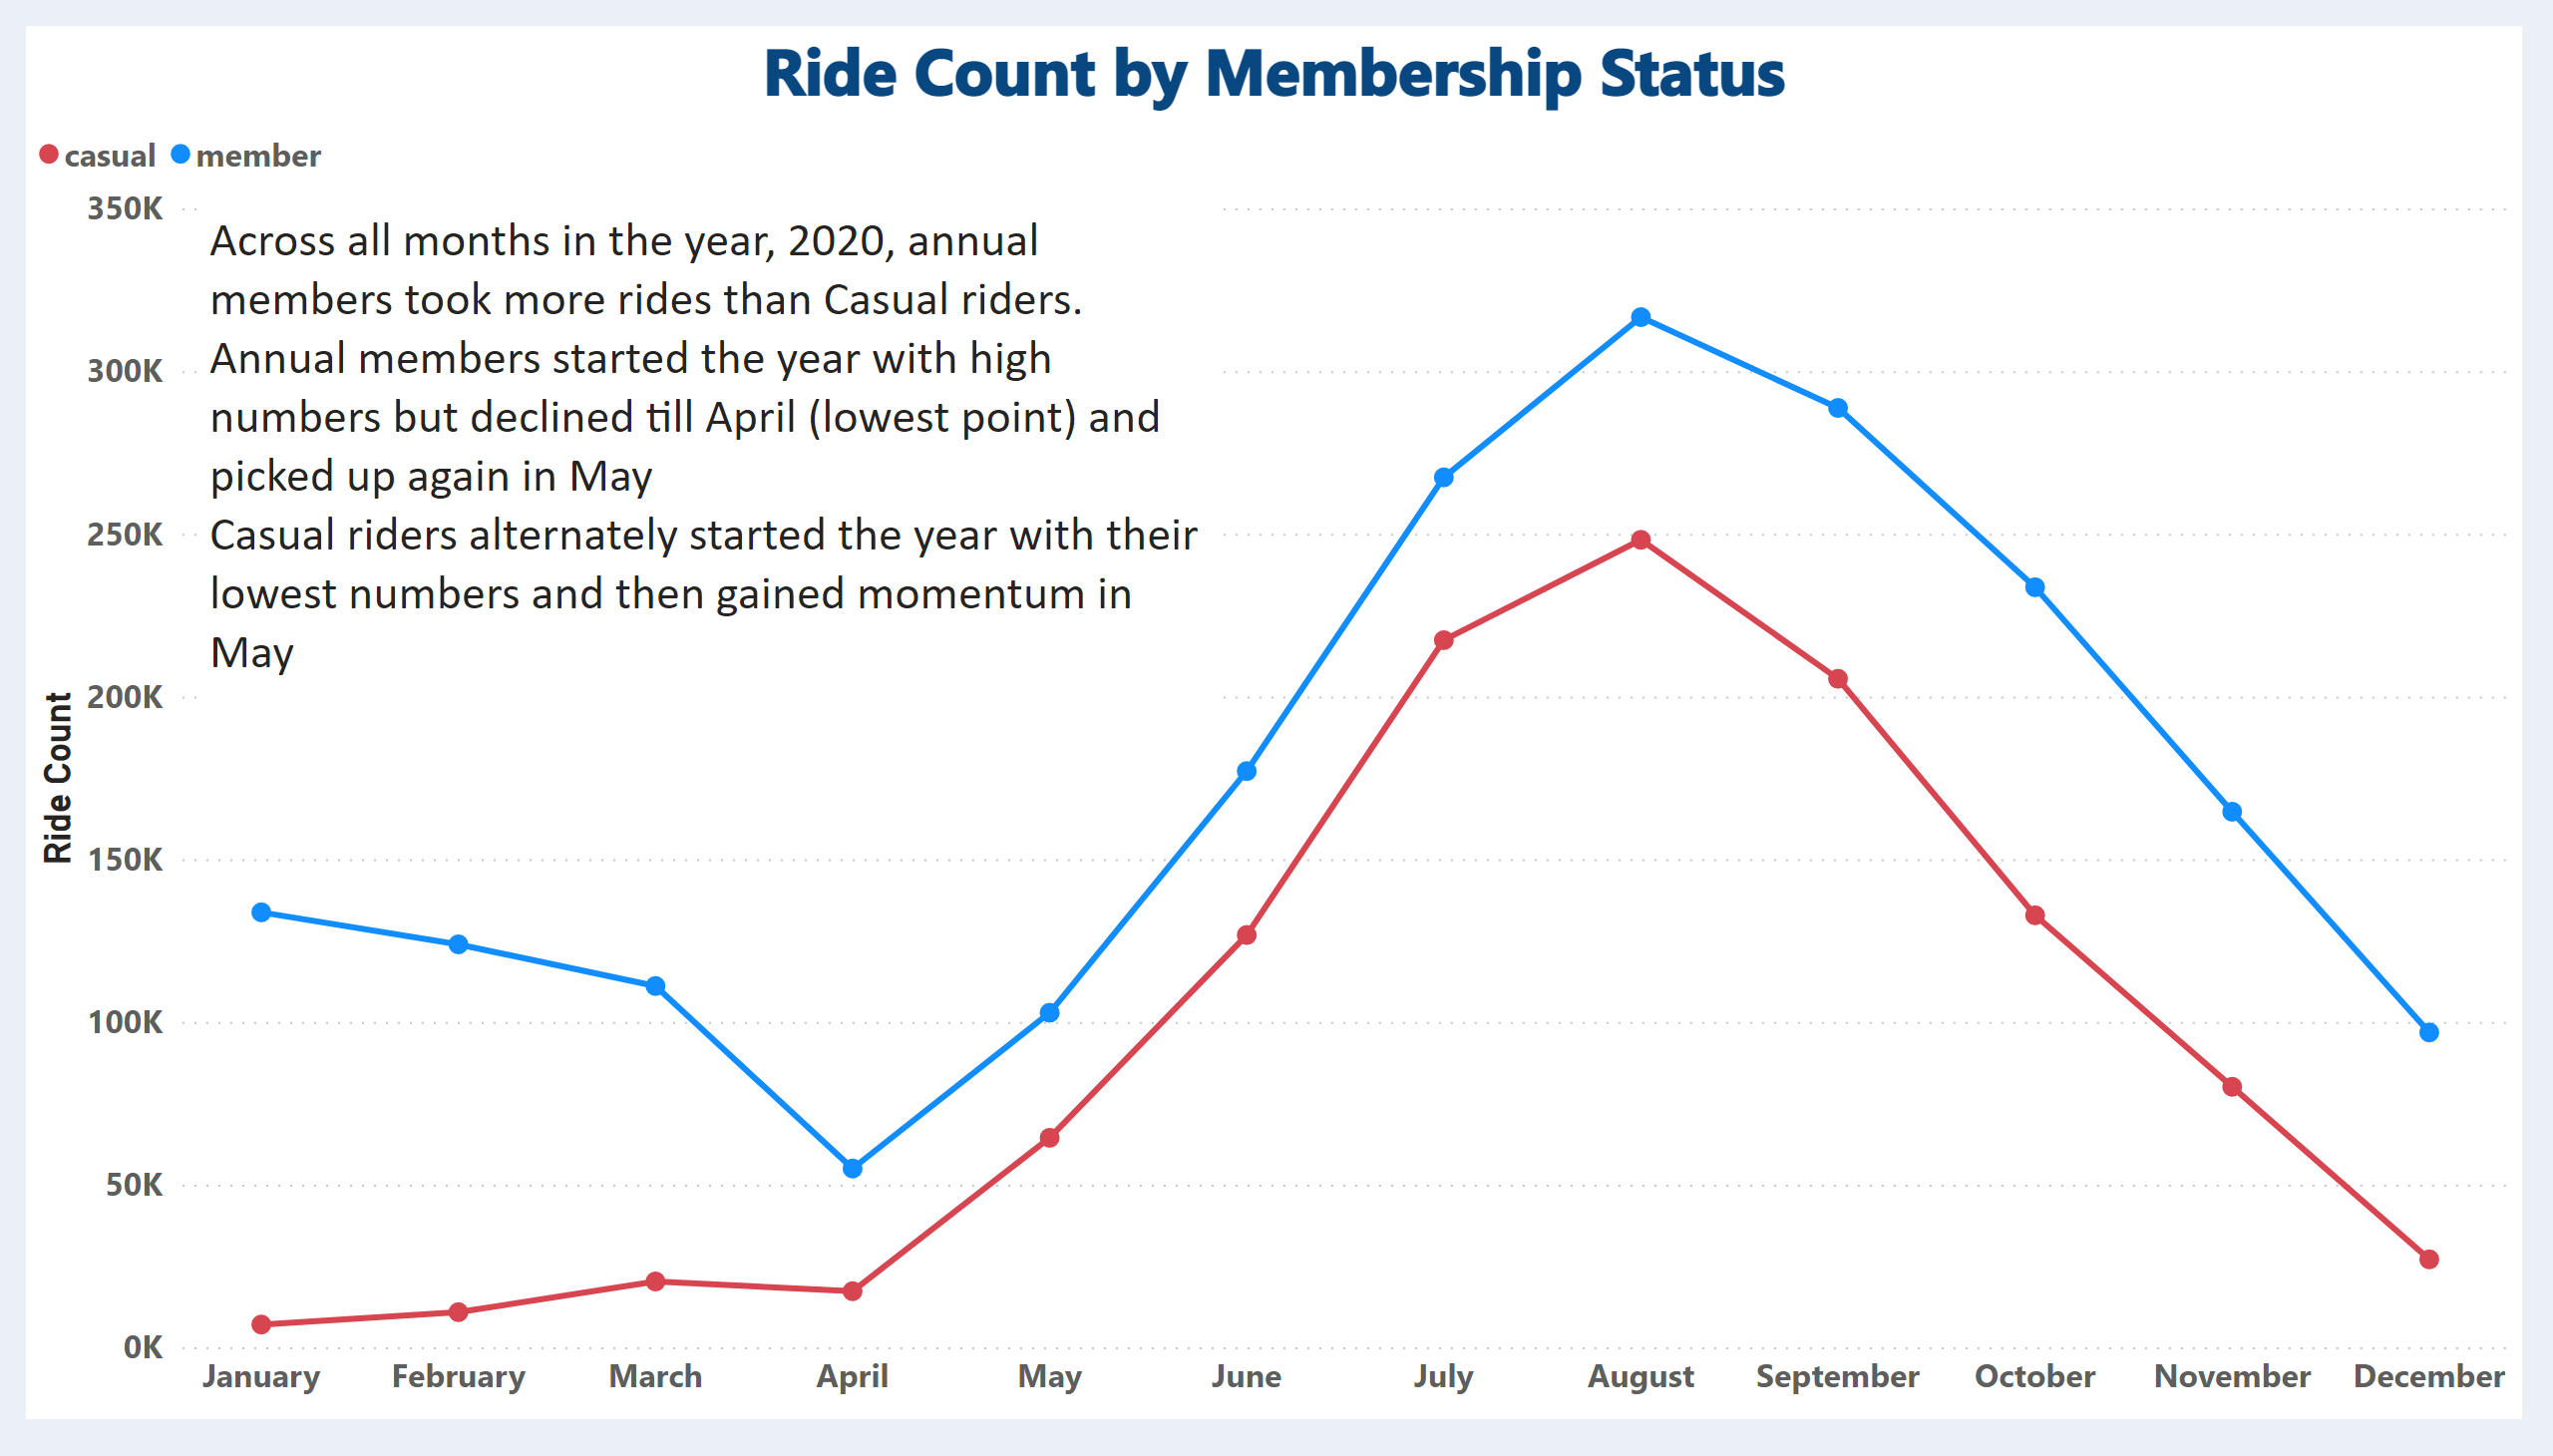 Ride Count by Membership Status
casual member
350K
300K
250K
200K
150K
100K
50K
0K
Ride Count
Across all months in the year, 2020, annual
members took more rides than Casual riders.
Annual members started the year with high
numbers but declined till April (lowest point) and
picked up again in May
Casual riders alternately started the year with their
lowest numbers and then gained momentum in
May
January February March April May June July August September October November December